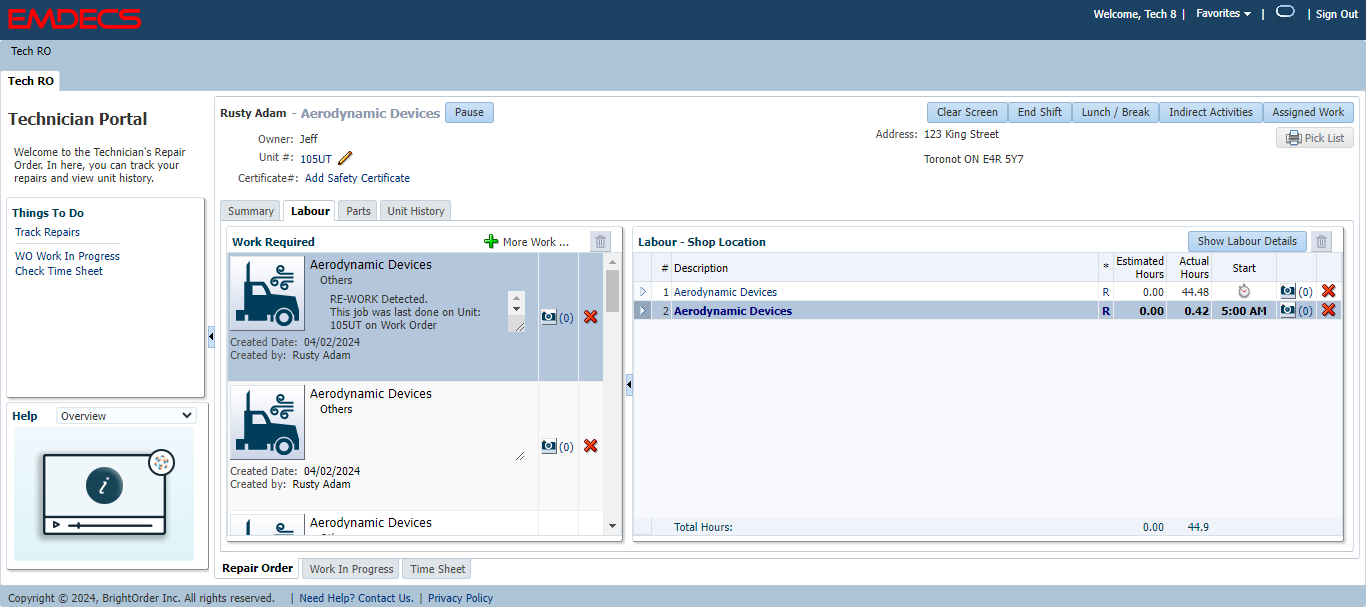 EMDECS
Welcome, Tech 8 | Favorites | | Sign Out
Tech RO
Tech RO
Technician Portal
Welcome to the Technician's Repair
Order. In here, you can track your
repairs and view unit history.
Things To Do
Track Repairs
WO Work In Progress
Check Time Sheet
Help Overview
Rusty Adam - Aerodynamic Devices Pause
Clear Screen End Shift Lunch / Break Indirect Activities Assigned Work
Owner: Jeff
Unit #: 105UT
Certificate#: Add Safety Certificate
Address: 123 King Street
Toronot ON E4R 5Y7
Pick List
Summary Labour Parts Unit History
Work Required More Work ...
Aerodynamic Devices
Others
RE-WORK Detected.
This job was last done on Unit:
105UT on Work Order
(0)
Created Date: 04/02/2024
Created by: Rusty Adam
Aerodynamic Devices
Others
(0)
Created Date: 04/02/2024
Created by: Rusty Adam
Aerodynamic Devices
Labour - Shop Location Show Labour Details
# Description * Estimated Hours Actual Hours Start
1 Aerodynamic Devices R 0.00 44.48 (0)
2 Aerodynamic Devices R 0.00 0.42 5:00 AM (0)
Total Hours: 0.00 44.9
Repair Order Work In Progress Time Sheet
Copyright © 2024, BrightOrder Inc. All rights reserved. | Need Help? Contact Us. | Privacy Policy